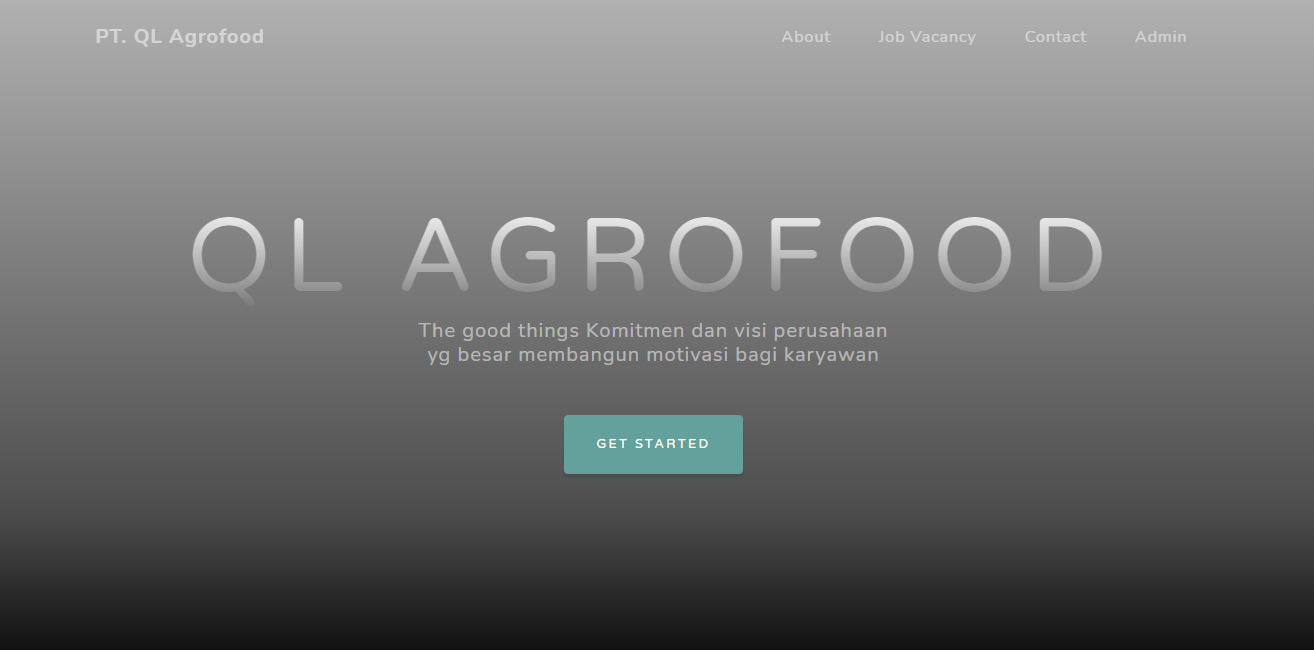 PT. QL Agrofood
About Job Vacancy Contact Admin
QL AGROFOOD
The good things Komitmen dan visi perusahaan
yg besar membangun motivasi bagi karyawan
GET STARTED